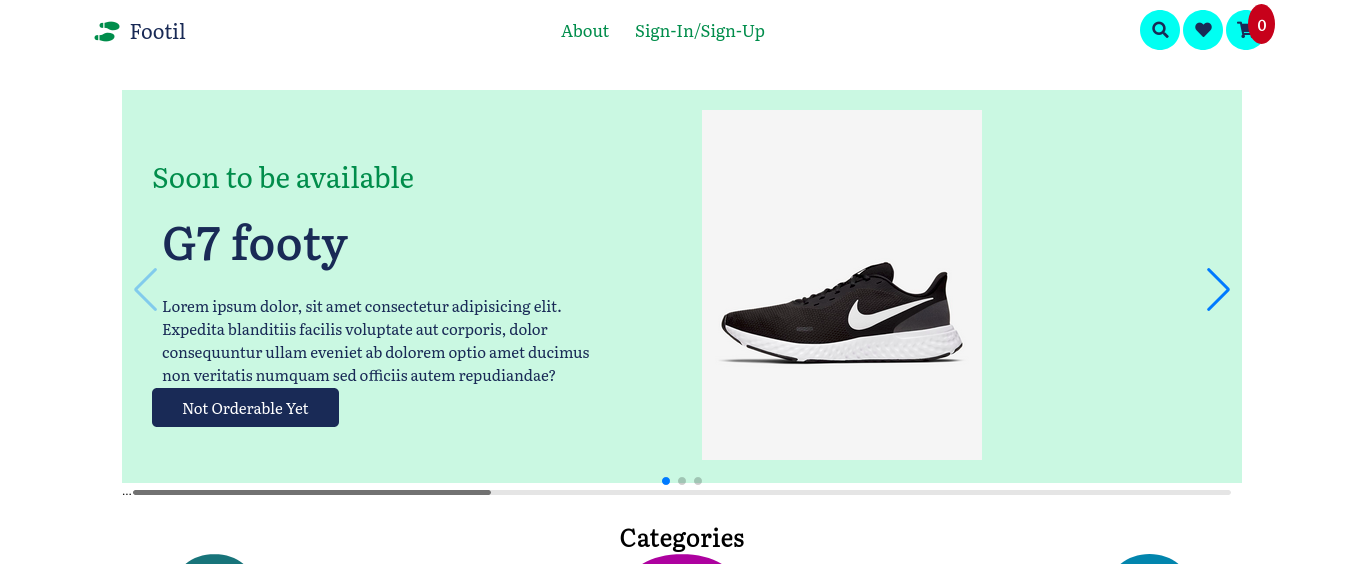 Footil
About
Sign-In/Sign-Up
0
Soon to be available
G7 footy
Lorem ipsum dolor, sit amet consectetur adipisicing elit.
Expedita blanditiis facilis voluptate aut corporis, dolor
consequuntur ullam eveniet ab dolorem optio amet ducimus
non veritatis numquam sed officiis autem repudiandae?
Not Orderable Yet
...
Categories